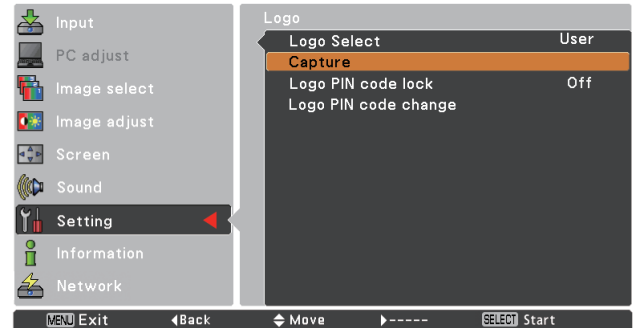 Input
PC adjust
Image select
Image adjust
Screen
Sound
Setting
Information
Network
Logo
Logo Select User
Capture
Logo PIN code lock Off
Logo PIN code change
MENU Exit Back Move ----- SELECT Start